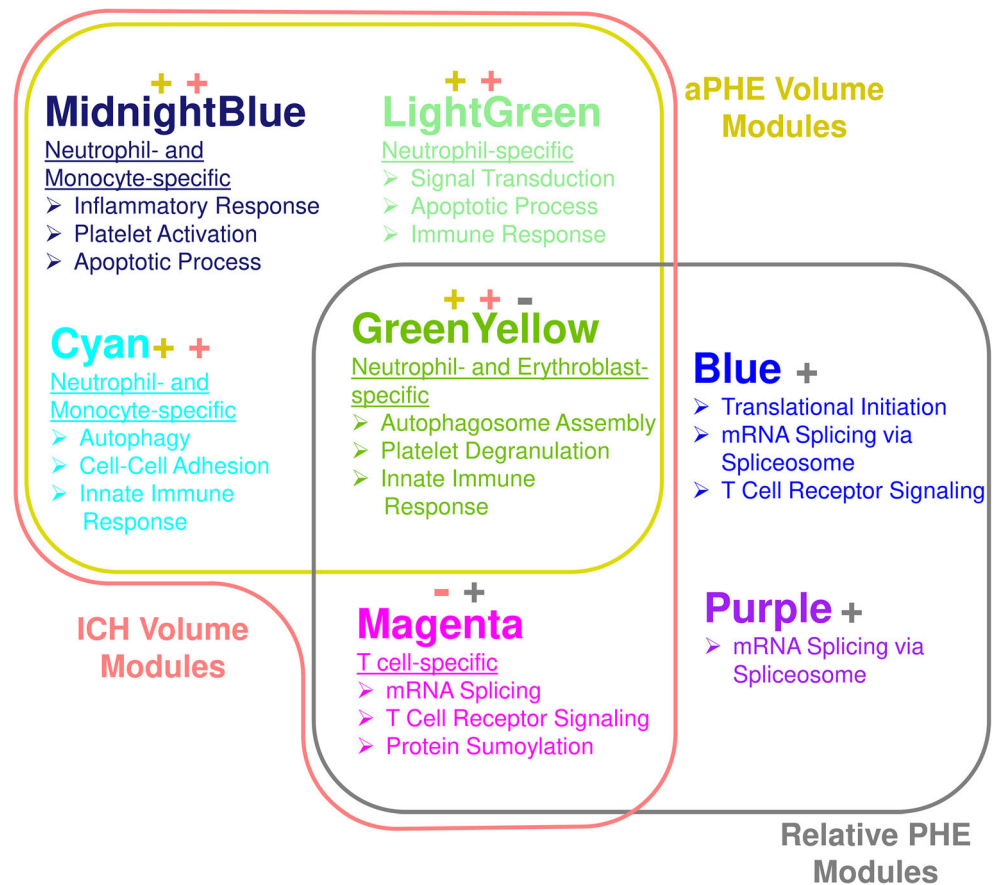 + +
MidnightBlue
Neutrophil- and
Monocyte-specific
➢ Inflammatory Response
➢ Platelet Activation
➢ Apoptotic Process
+ +
LightGreen
Neutrophil-specific
➢ Signal Transduction
➢ Apoptotic Process
➢ Immune Response
aPHE Volume
Modules
Cyan + +
Neutrophil- and
Monocyte-specific
➢ Autophagy
➢ Cell-Cell Adhesion
➢ Innate Immune
Response
+ + -
GreenYellow
Neutrophil- and Erythroblast-
specific
➢ Autophagosome Assembly
➢ Platelet Degranulation
➢ Innate Immune
Response
Blue +
➢ Translational Initiation
➢ mRNA Splicing via
Spliceosome
➢ T Cell Receptor Signaling
ICH Volume
Modules
- +
Magenta
T cell-specific
➢ mRNA Splicing
➢ T Cell Receptor Signaling
➢ Protein Sumoylation
Purple +
➢ mRNA Splicing via
Spliceosome
Relative PHE
Modules